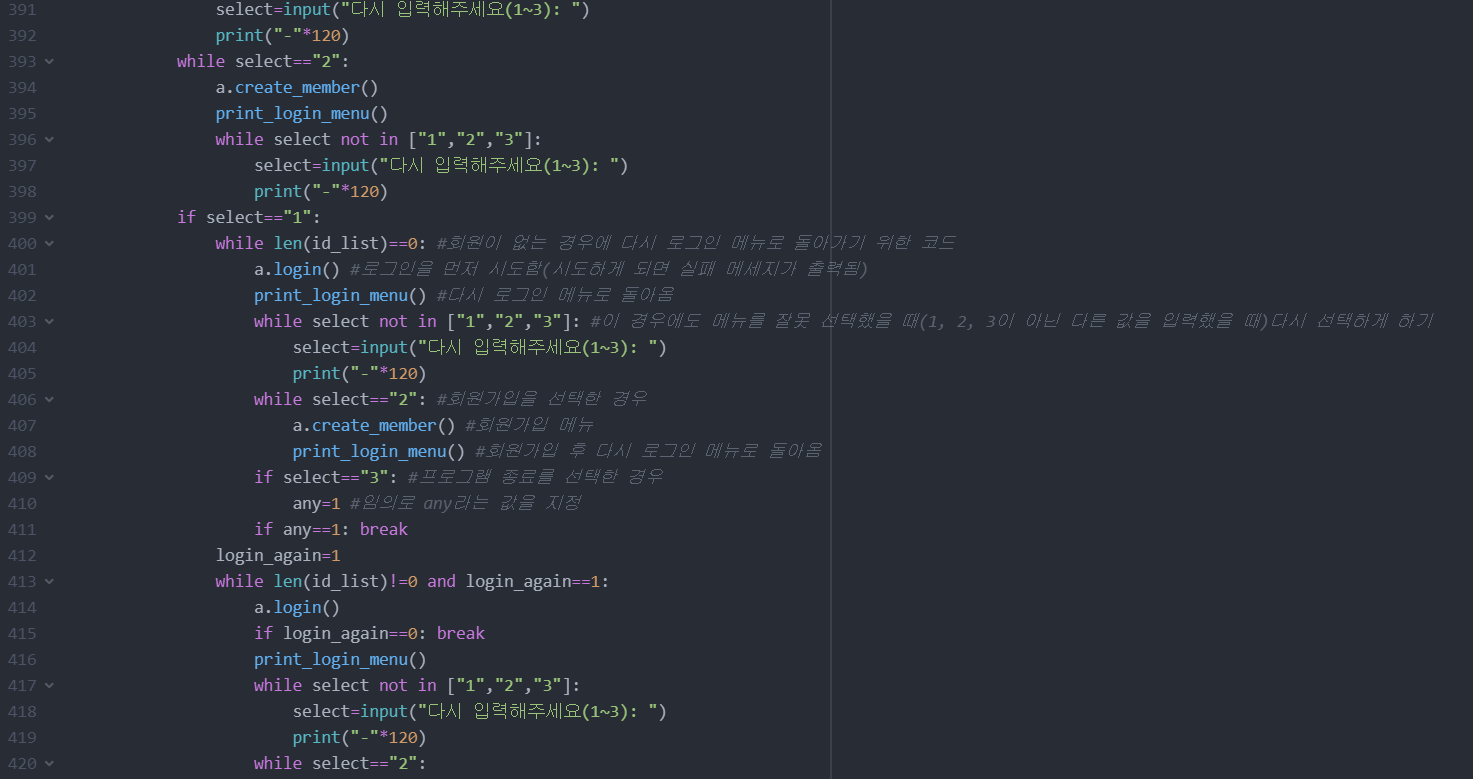 391 select=input("다시 입력해주세요(1~3): ")
392 print("-"*120)
393 while select=="2":
394 a.create_member()
395 print_login_menu()
396 while select not in ["1","2","3"]:
397 select=input("다시 입력해주세요(1~3): ")
398 print("-"*120)
399 if select=="1":
400 while len(id_list)==0: #회원이 없는 경우에 다시 로그인 메뉴로 돌아가기 위한 코드
401 a.login() #로그인을 먼저 시도함(시도하게 되면 실패 메세지가 출력됨)
402 print_login_menu() #다시 로그인 메뉴로 돌아옴
403 while select not in ["1","2","3"]: #이 경우에도 메뉴를 잘못 선택했을 때(1, 2, 3이 아닌 다른 값을 입력했을 때)다시 선택하게 하기
404 select=input("다시 입력해주세요(1~3): ")
405 print("-"*120)
406 while select=="2": #회원가입을 선택한 경우
407 a.create_member() #회원가입 메뉴
408 print_login_menu() #회원가입 후 다시 로그인 메뉴로 돌아옴
409 if select=="3": #프로그램 종료를 선택한 경우
410 any=1 #임의로 any라는 값을 지정
411 if any==1: break
412 login_again=1
413 while len(id_list)!=0 and login_again==1:
414 a.login()
415 if login_again==0: break
416 print_login_menu()
417 while select not in ["1","2","3"]:
418 select=input("다시 입력해주세요(1~3): ")
419 print("-"*120)
420 while select=="2":